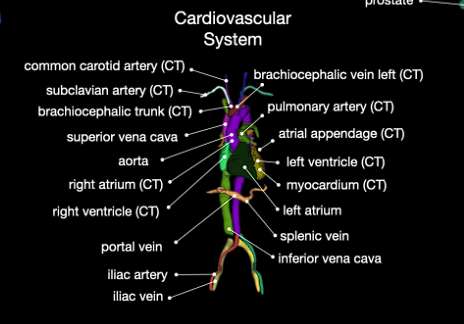 prostate
Cardiovascular
System
common carotid artery (CT)
brachiocephalic vein left (CT)
subclavian artery (CT)
pulmonary artery (CT)
brachiocephalic trunk (CT)
atrial appendage (CT)
superior vena cava
aorta
left ventricle (CT)
right atrium (CT)
myocardium (CT)
right ventricle (CT)
left atrium
portal vein
splenic vein
inferior vena cava
iliac artery
iliac vein